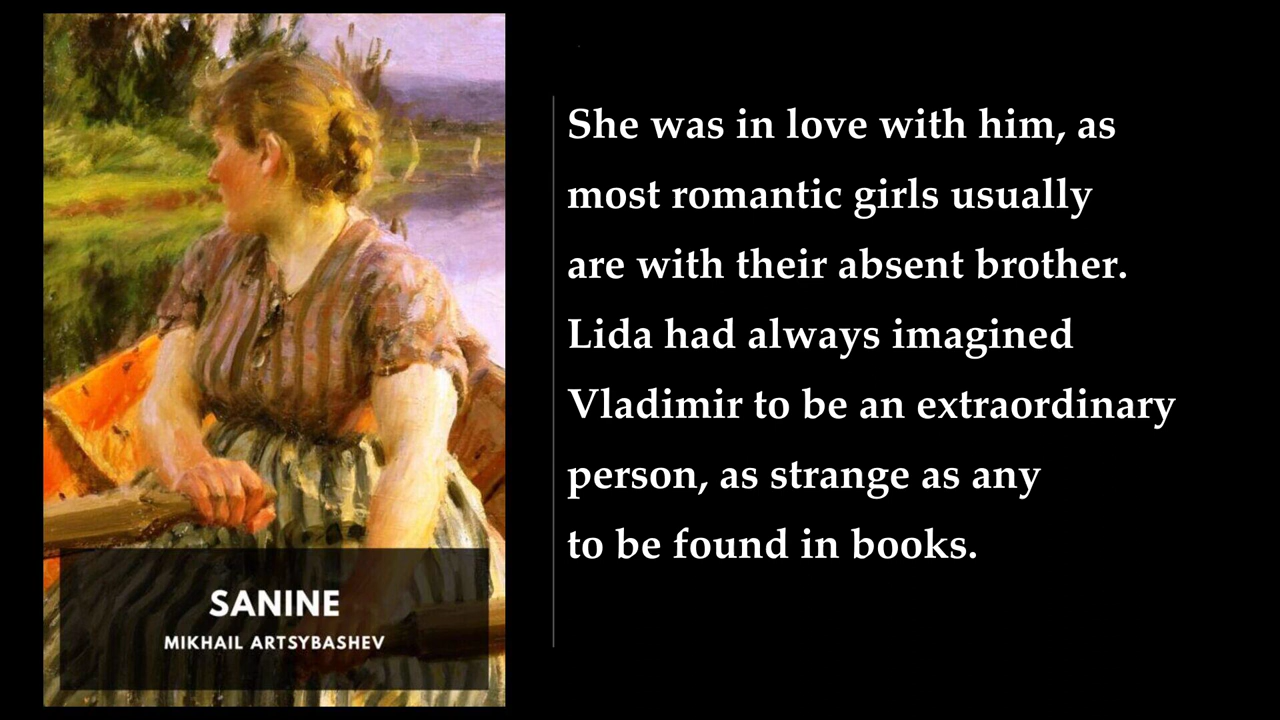 SANINE
MIKHAIL ARTSYBASHEV
She was in love with him, as
most romantic girls usually
are with their absent brother.
Lida had always imagined
Vladimir to be an extraordinary
person, as strange as any
to be found in books.